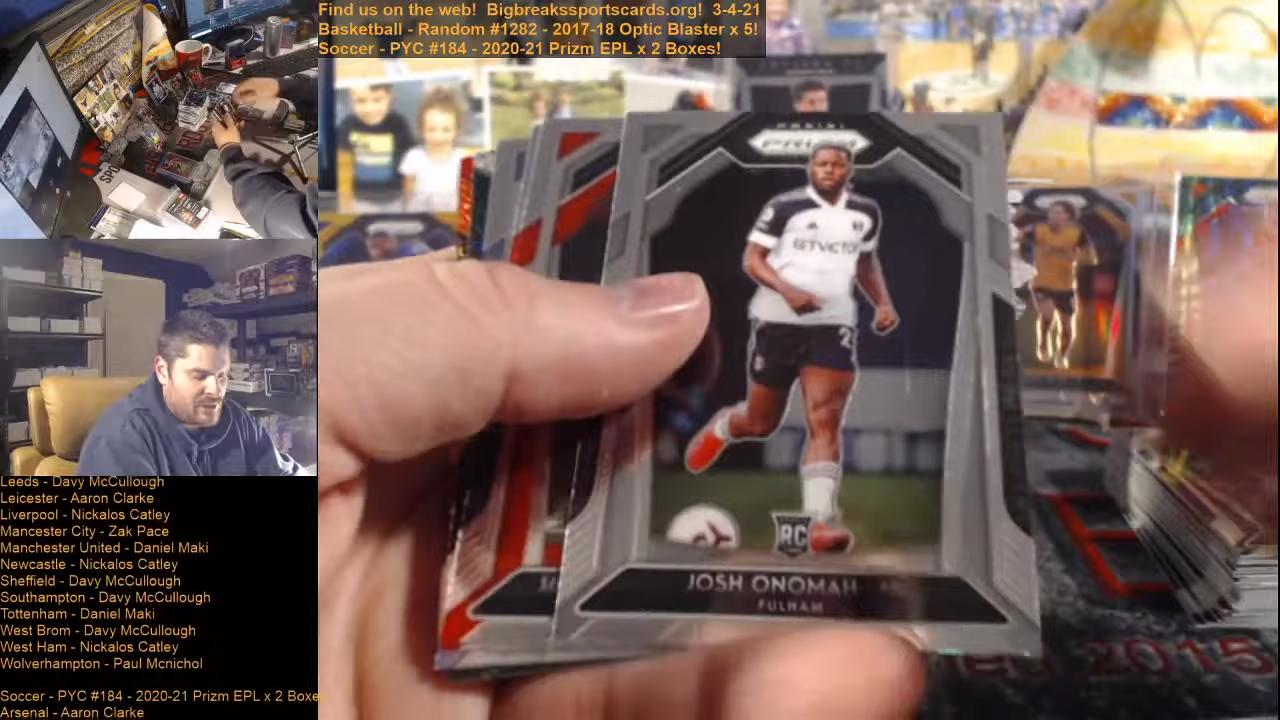 Find us on the web! Bigbreakssportscards.org! 3-4-21
Basketball - Random #1282 - 2017-18 Optic Blaster x 5!
Soccer - PYC #184 - 2020-21 Prizm EPL x 2 Boxes!
PANINI
PRIZM
BETVICTOR
2
RC
JOSH ONOMAH
FULHAM
2015
Leeds - Davy McCullough
Leicester - Aaron Clarke
Liverpool - Nickalos Catley
Mancester City - Zak Pace
Manchester United - Daniel Maki
Newcastle - Nickalos Catley
Sheffield - Davy McCullough
Southampton - Davy McCullough
Tottenham - Daniel Maki
West Brom - Davy McCullough
West Ham - Nickalos Catley
Wolverhampton - Paul Mcnichol
Soccer - PYC #184 - 2020-21 Prizm EPL x 2 Boxe
Arsenal - Aaron Clarke